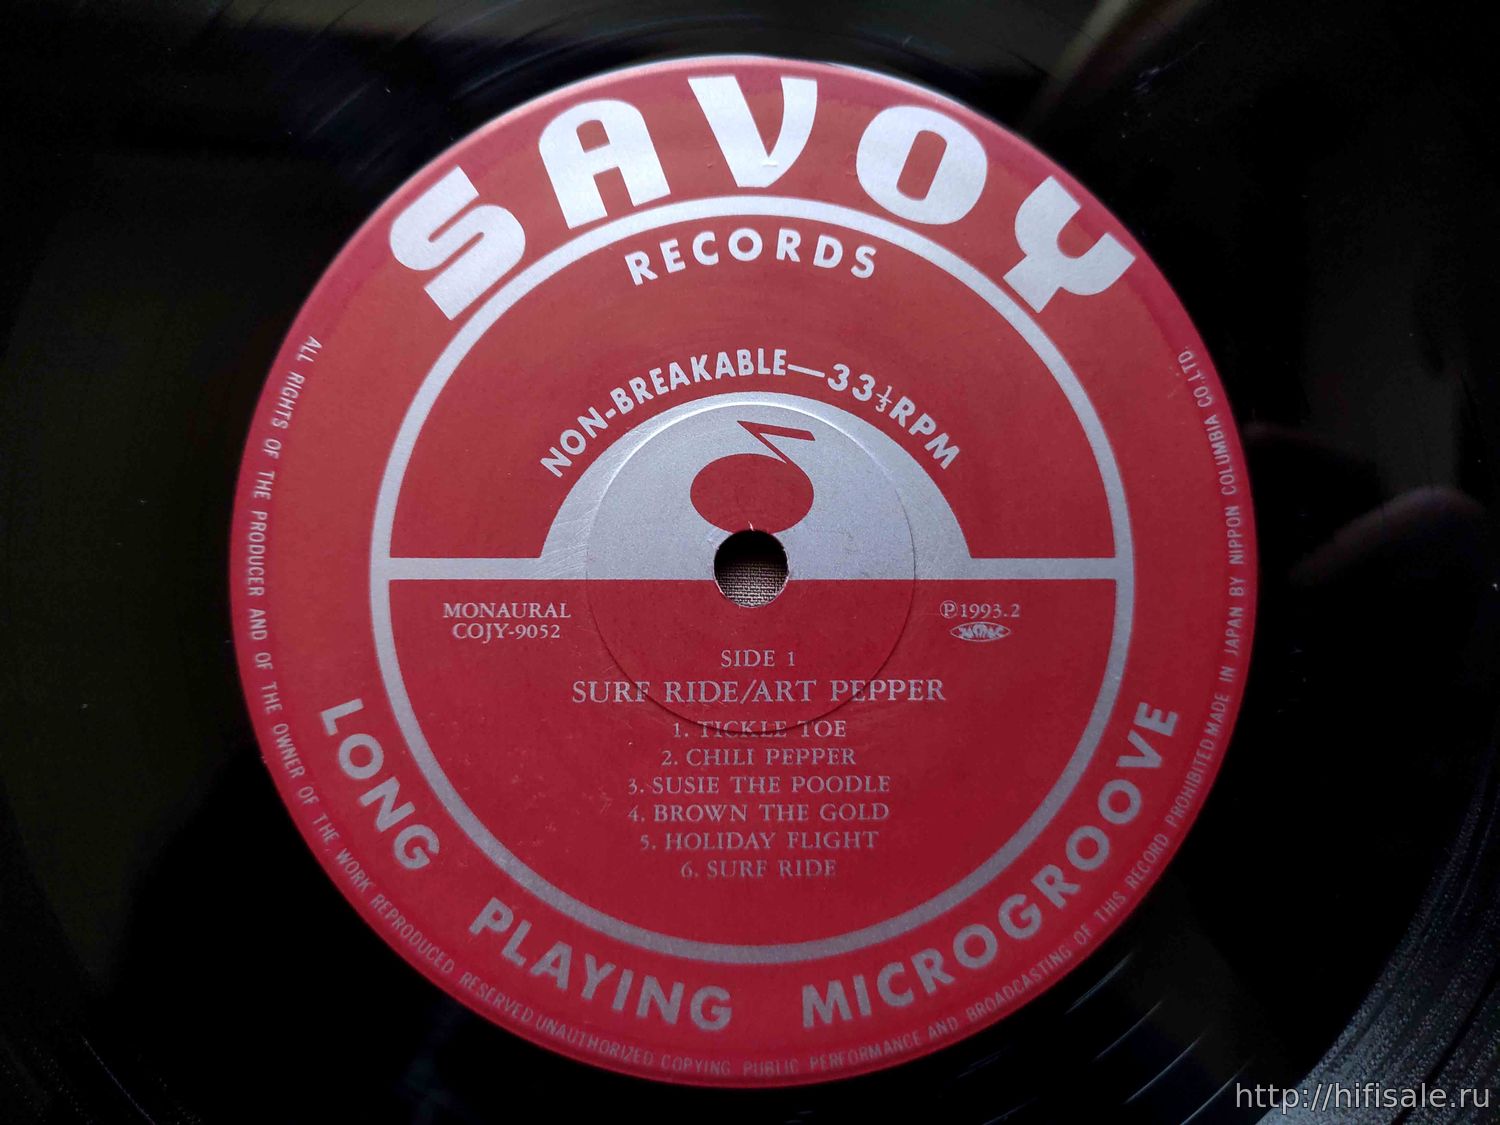 SAVOY
RECORDS
NON-BREAKABLE—33⅓RPM
MONAURAL
COJY-9052
Ⓟ1993.2
SIDE 1
SURF RIDE/ART PEPPER
1. TICKLE TOE
2. CHILI PEPPER
3. SUSIE THE POODLE
4. BROWN THE GOLD
5. HOLIDAY FLIGHT
6. SURF RIDE
LONG PLAYING MICROGROOVE
ALL RIGHTS OF THE PRODUCER AND OF THE OWNER OF THE WORK REPRODUCED RESERVED UNAUTHORIZED COPYING PUBLIC PERFORMANCE AND BROADCASTING OF THIS RECORD PROHIBITED MADE IN JAPAN BY NIPPON COLUMBIA CO.,LTD.
http://hifisale.ru